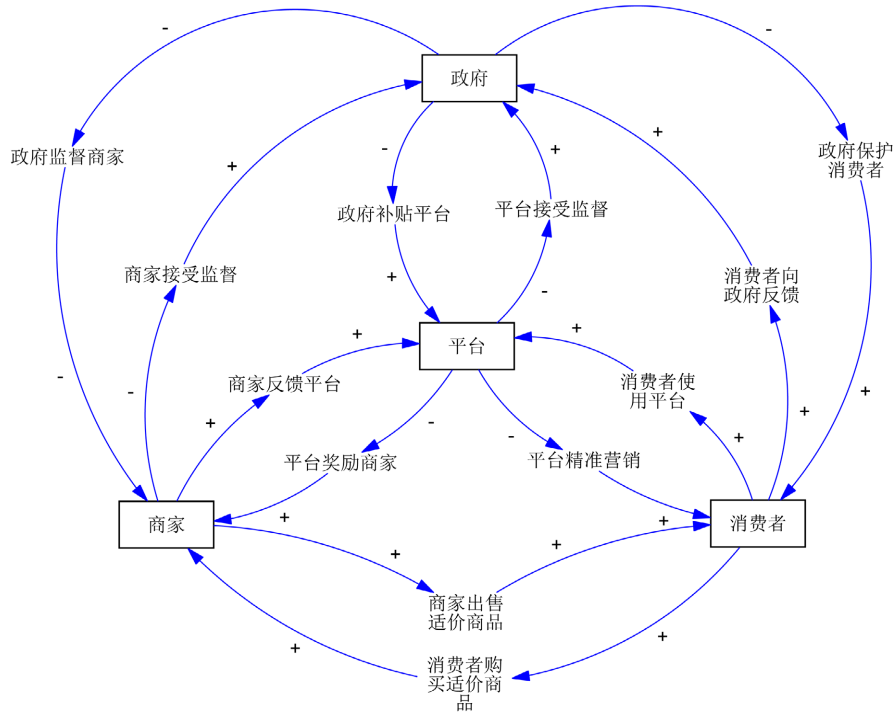 -
-
政府
政府监督商家
+
-
+
+
政府保护
消费者
政府补贴平台
平台接受监督
商家接受监督
+
-
消费者向
政府反馈
+
+
平台
-
-
商家反馈平台
消费者使
用平台
+
+
+
-
-
+
平台奖励商家
平台精准营销
商家
+
+
消费者
+
+
商家出售
适价商品
+
+
消费者购
买适价商
品